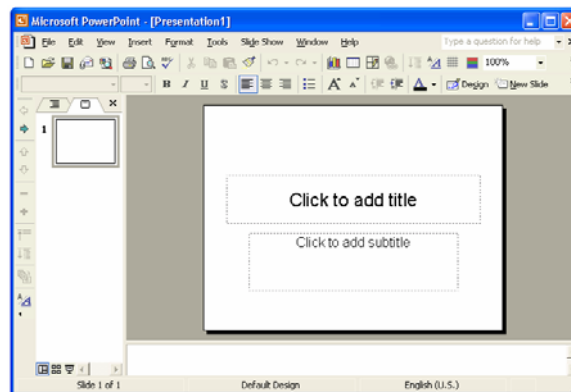 Microsoft PowerPoint - [Presentation1]
File Edit View Insert Format Tools Slide Show Window Help Type a question for help
100%
B I U S A A A Design New Slide
1
Click to add title
Click to add subtitle
Slide 1 of 1 Default Design English (U.S.)